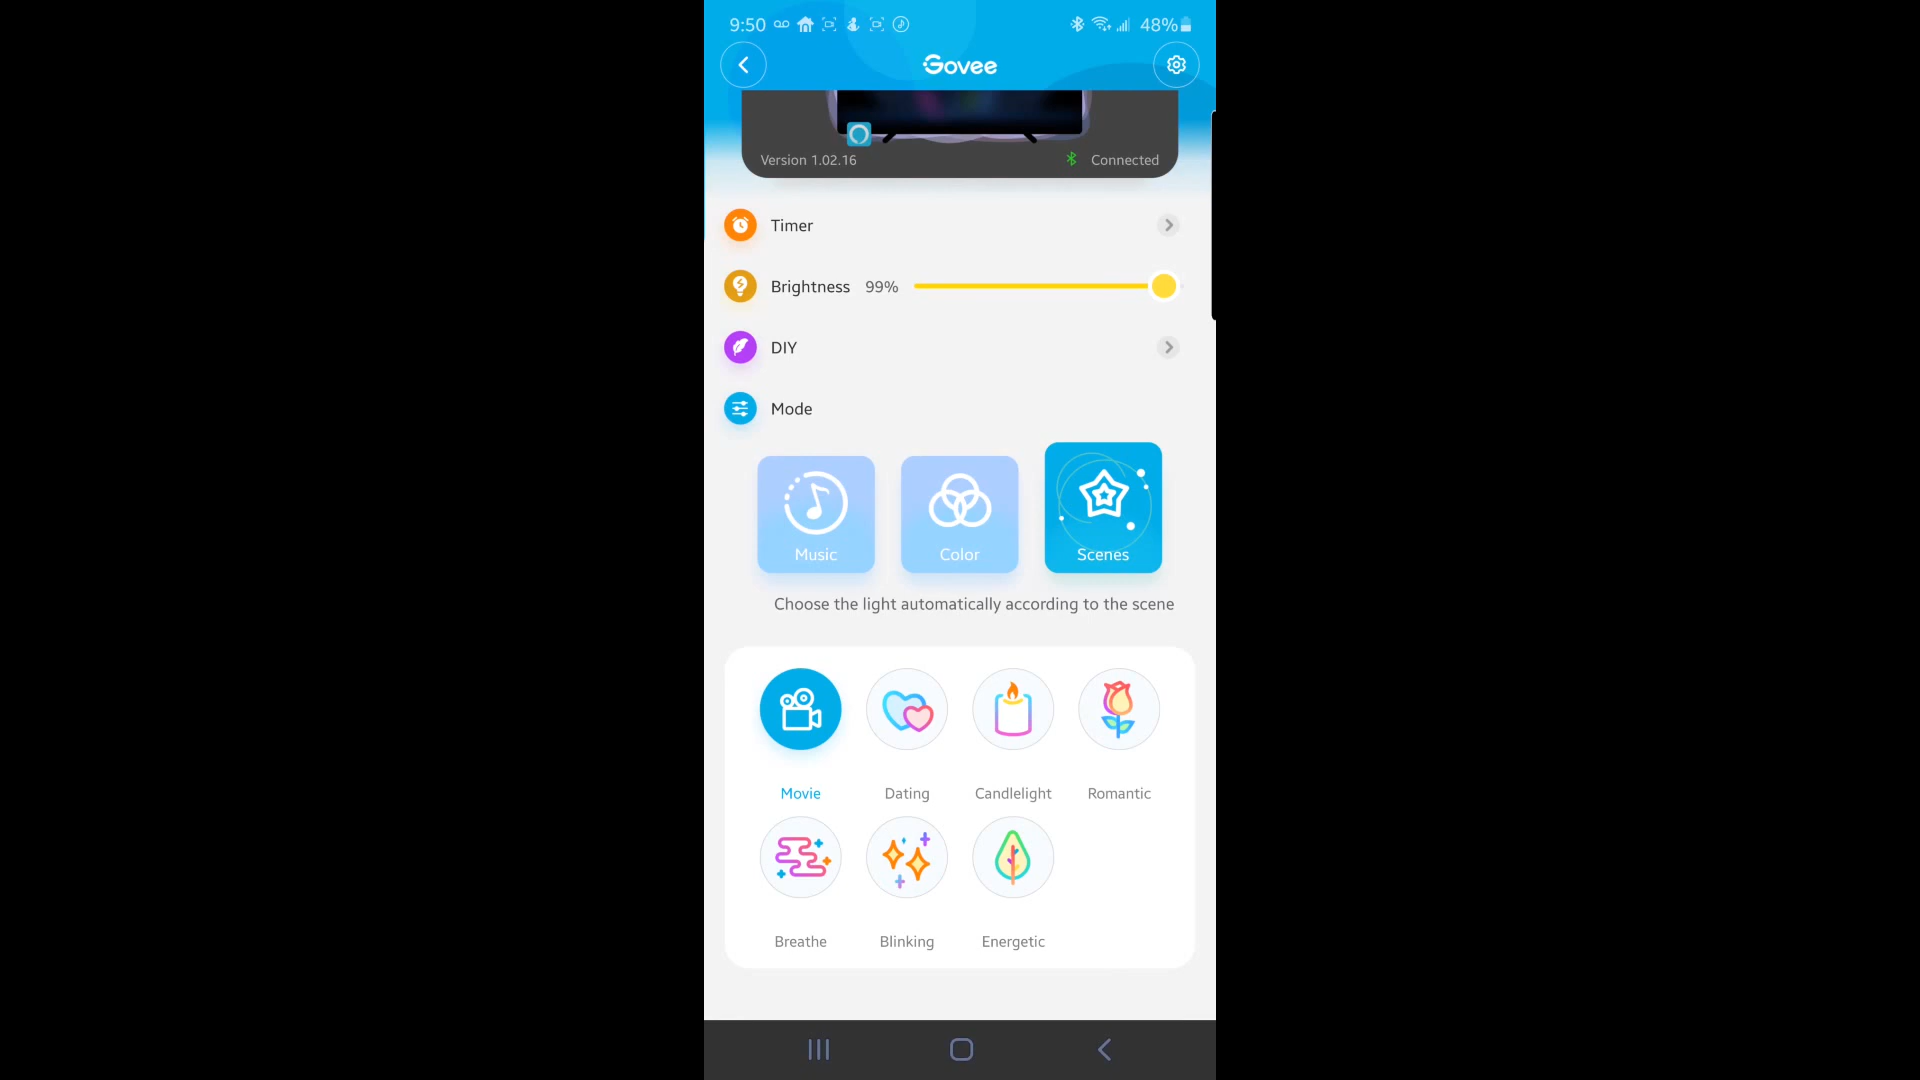 9:50
48%
Govee
Version 1.02.16
Connected
Timer
Brightness 99%
DIY
Mode
Music
Color
Scenes
Choose the light automatically according to the scene
Movie
Dating
Candlelight
Romantic
Breathe
Blinking
Energetic